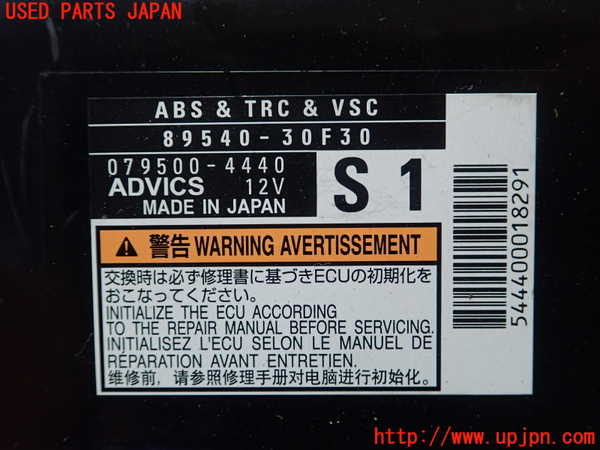 USED PARTS JAPAN
ABS & TRC & VSC
89540-30F30
079500-4440
ADVICS 12V
MADE IN JAPAN
S 1
544400018291
警告 WARNING AVERTISSEMENT
交換時は必ず修理書に基づきECUの初期化を
おこなってください。
INITIALIZE THE ECU ACCORDING
TO THE REPAIR MANUAL BEFORE SERVICING.
INITIALISEZ L'ECU SELON LE MANUEL DE
RÉPARATION AVANT ENTRETIEN.
维修前，请参照修理手册对电脑进行初始化。
http://www.upjpn.com/